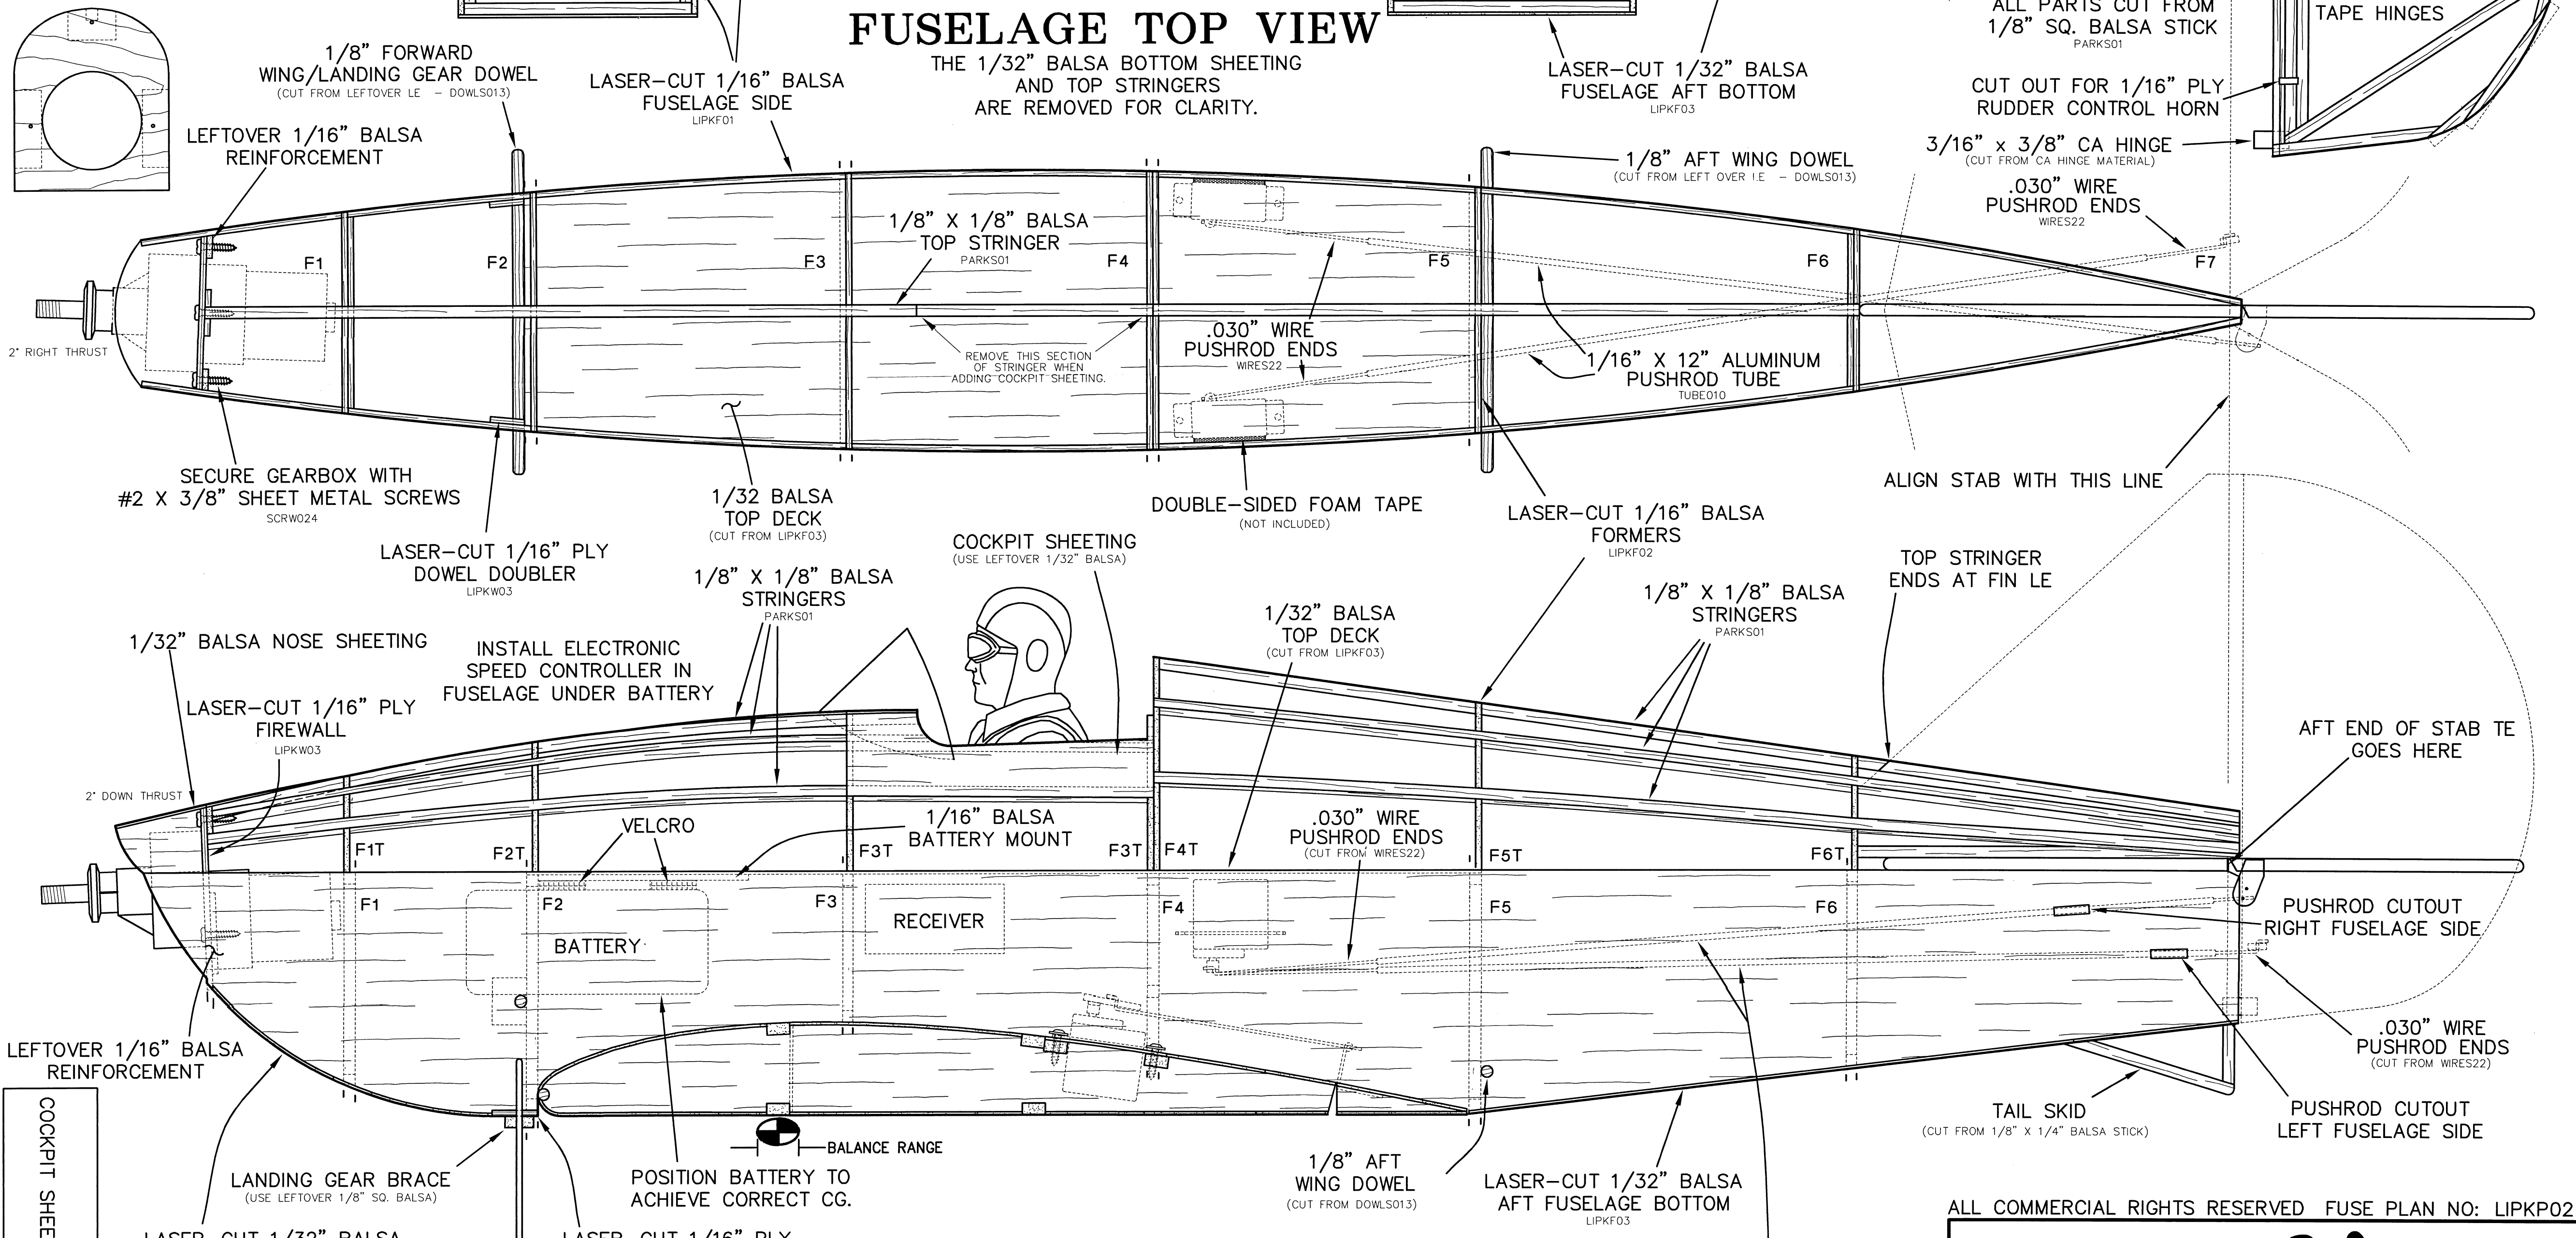 FUSELAGE TOP VIEW
THE 1/32" BALSA BOTTOM SHEETING
AND TOP STRINGERS
ARE REMOVED FOR CLARITY.
1/8" FORWARD
WING/LANDING GEAR DOWEL
(CUT FROM LEFTOVER LE – DOWLS013)
LASER-CUT 1/16" BALSA
FUSELAGE SIDE
LIPKF01
LASER-CUT 1/32" BALSA
FUSELAGE AFT BOTTOM
LIPKF03
ALL PARTS CUT FROM
1/8" SQ. BALSA STICK
PARKS01
TAPE HINGES
CUT OUT FOR 1/16" PLY
RUDDER CONTROL HORN
3/16" x 3/8" CA HINGE
(CUT FROM CA HINGE MATERIAL)
LEFTOVER 1/16" BALSA
REINFORCEMENT
1/8" AFT WING DOWEL
(CUT FROM LEFT OVER LE – DOWLS013)
.030" WIRE
PUSHROD ENDS
WIRES22
1/8" X 1/8" BALSA
TOP STRINGER
PARKS01
F1
F2
F3
F4
F5
F6
F7
2° RIGHT THRUST
REMOVE THIS SECTION
OF STRINGER WHEN
ADDING COCKPIT SHEETING.
.030" WIRE
PUSHROD ENDS
WIRES22
1/16" X 12" ALUMINUM
PUSHROD TUBE
TUBE010
SECURE GEARBOX WITH
#2 X 3/8" SHEET METAL SCREWS
SCRW024
LASER-CUT 1/16" PLY
DOWEL DOUBLER
LIPKW03
1/32 BALSA
TOP DECK
(CUT FROM LIPKF03)
DOUBLE-SIDED FOAM TAPE
(NOT INCLUDED)
LASER-CUT 1/16" BALSA
FORMERS
LIPKF02
ALIGN STAB WITH THIS LINE
COCKPIT SHEETING
(USE LEFTOVER 1/32" BALSA)
1/8" X 1/8" BALSA
STRINGERS
PARKS01
1/32" BALSA
TOP DECK
(CUT FROM LIPKF03)
1/8" X 1/8" BALSA
STRINGERS
PARKS01
TOP STRINGER
ENDS AT FIN LE
1/32" BALSA NOSE SHEETING
INSTALL ELECTRONIC
SPEED CONTROLLER IN
FUSELAGE UNDER BATTERY
LASER-CUT 1/16" PLY
FIREWALL
LIPKW03
2° DOWN THRUST
AFT END OF STAB TE
GOES HERE
VELCRO
1/16" BALSA
BATTERY MOUNT
.030" WIRE
PUSHROD ENDS
(CUT FROM WIRES22)
F1T
F2T
F3T
F3T
F4T
F5T
F6T
F1
F2
F3
F4
F5
F6
BATTERY
RECEIVER
PUSHROD CUTOUT
RIGHT FUSELAGE SIDE
LEFTOVER 1/16" BALSA
REINFORCEMENT
.030" WIRE
PUSHROD ENDS
(CUT FROM WIRES22)
COCKPIT SHEE
BALANCE RANGE
TAIL SKID
(CUT FROM 1/8" X 1/4" BALSA STICK)
PUSHROD CUTOUT
LEFT FUSELAGE SIDE
LANDING GEAR BRACE
(USE LEFTOVER 1/8" SQ. BALSA)
POSITION BATTERY TO
ACHIEVE CORRECT CG.
1/8" AFT
WING DOWEL
(CUT FROM DOWLS013)
LASER-CUT 1/32" BALSA
AFT FUSELAGE BOTTOM
LIPKF03
ALL COMMERCIAL RIGHTS RESERVED FUSE PLAN NO: LIPKP02
LASER-CUT 1/32" BALSA
LASER-CUT 1/16" PLY